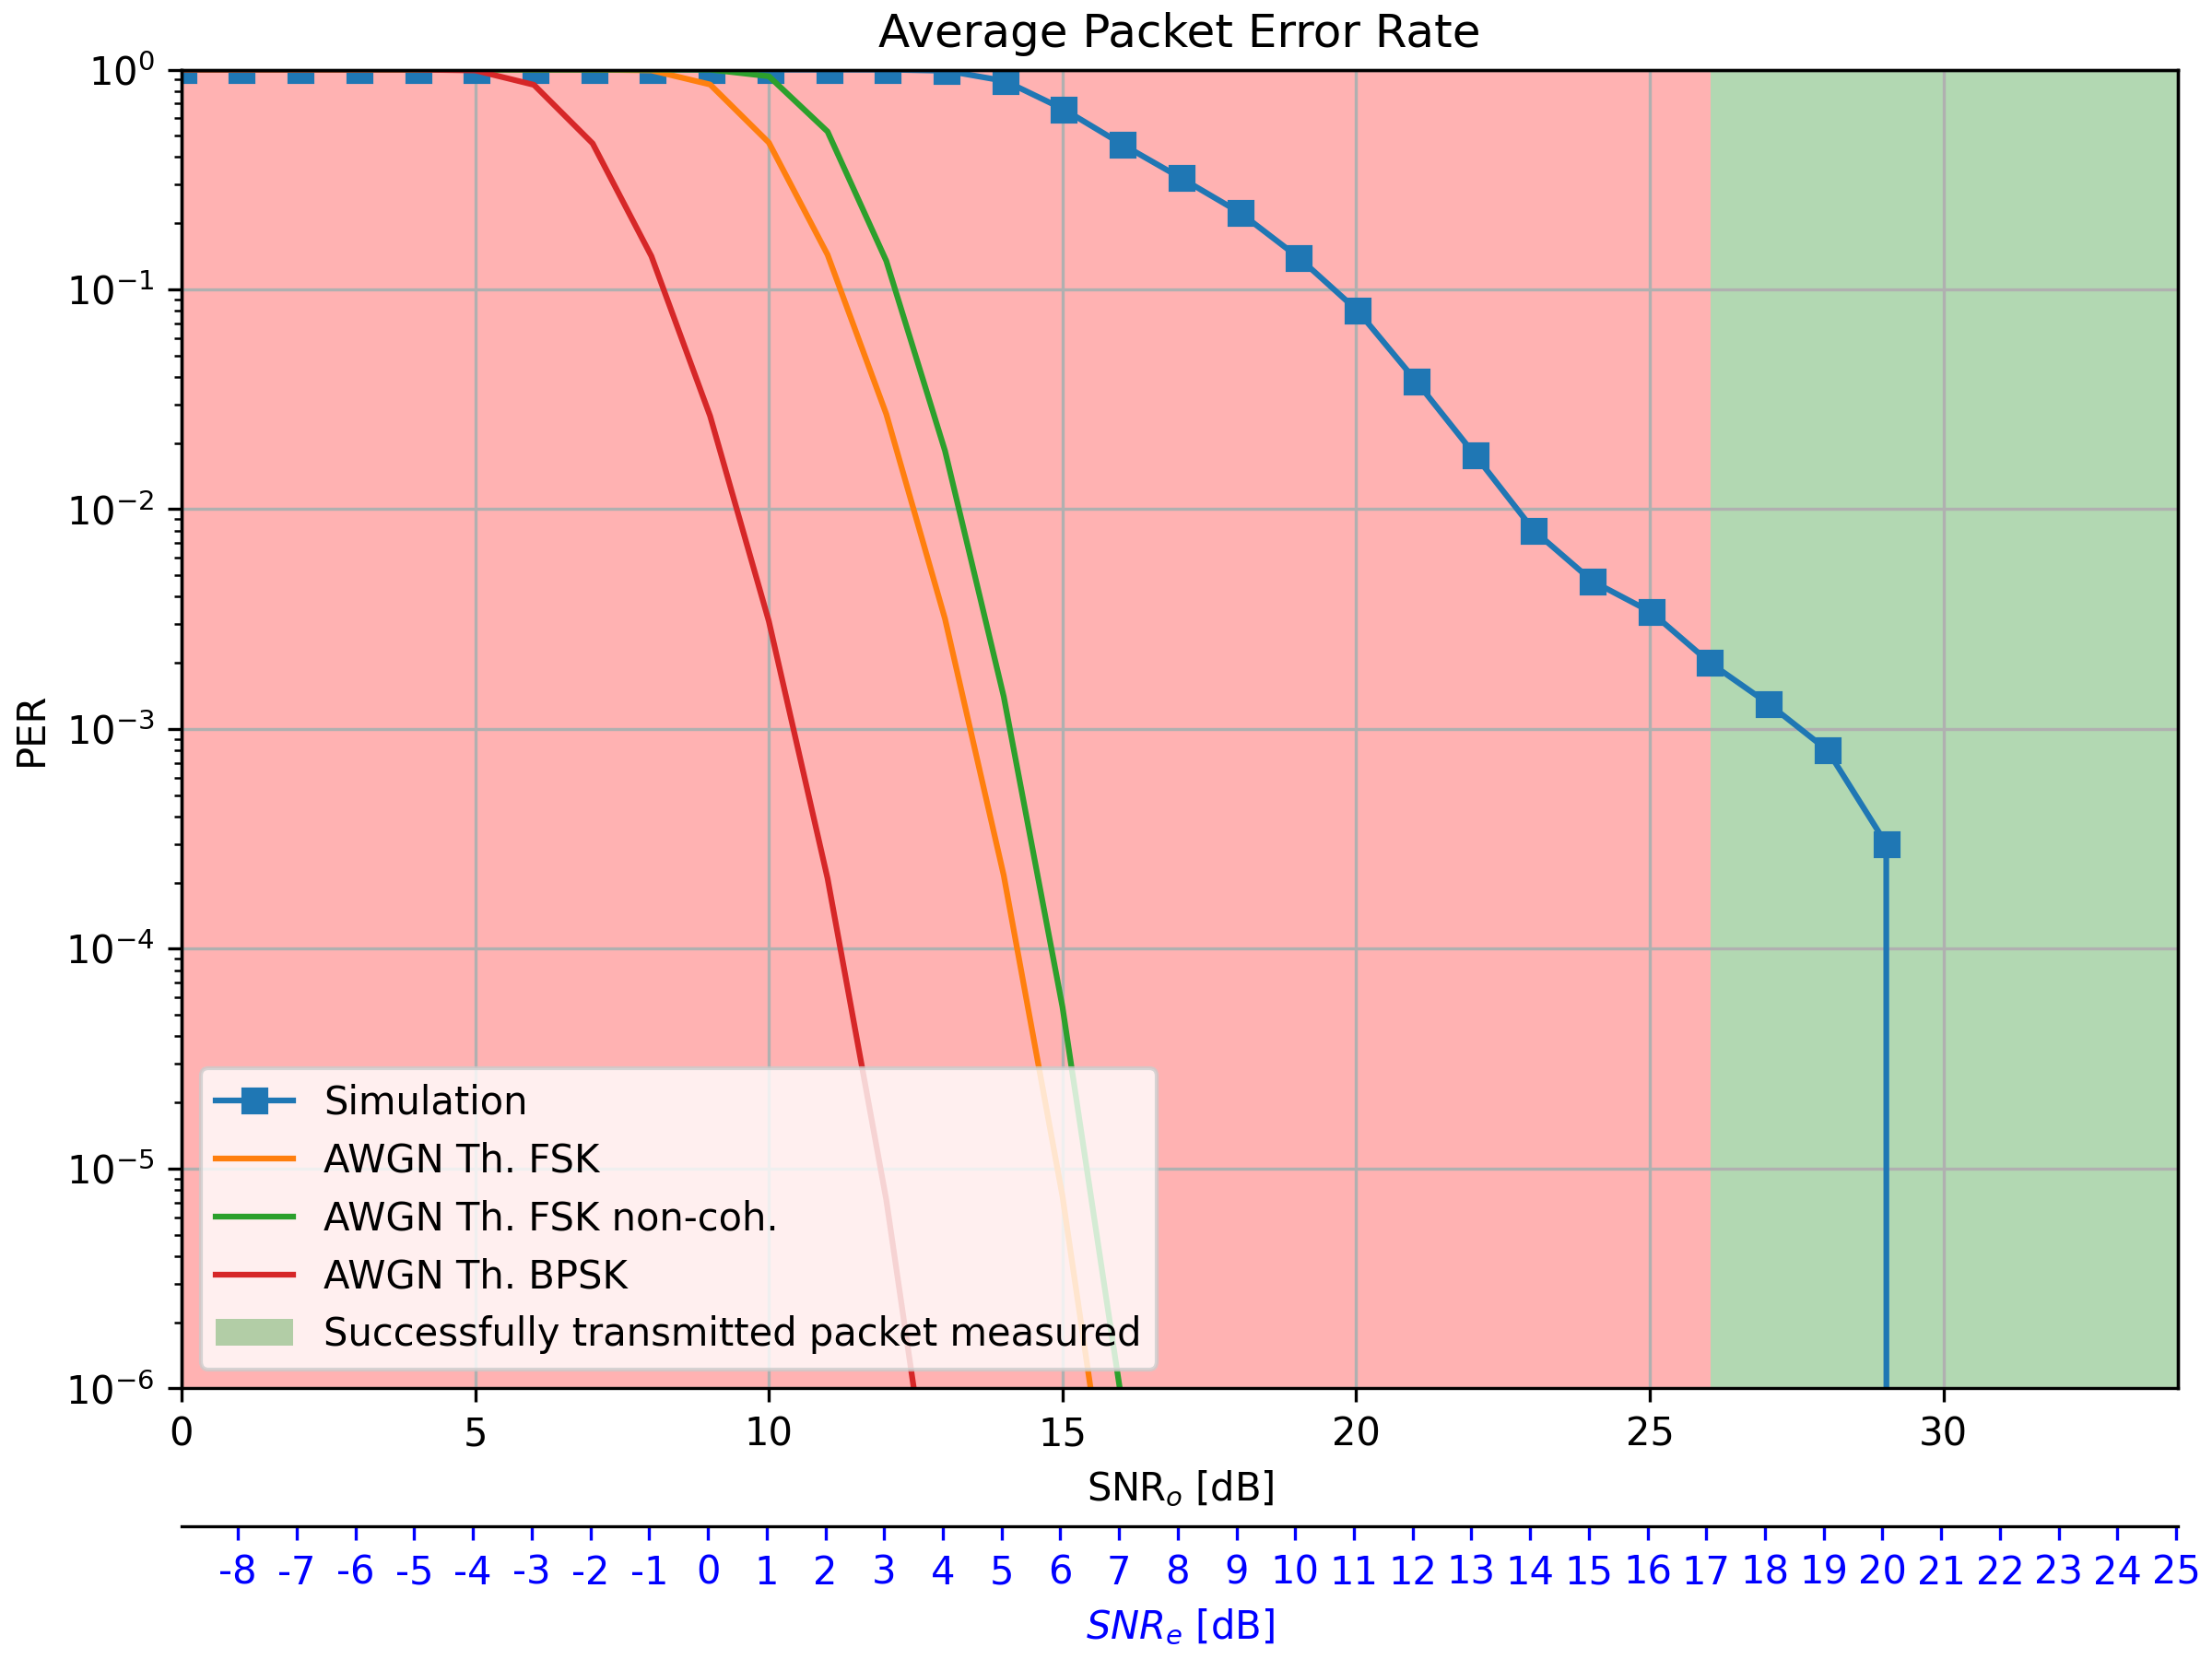 Average Packet Error Rate
10⁰
10⁻¹
10⁻²
10⁻³
10⁻⁴
10⁻⁵
10⁻⁶
PER
Simulation
AWGN Th. FSK
AWGN Th. FSK non-coh.
AWGN Th. BPSK
Successfully transmitted packet measured
0 5 10 15 20 25 30
SNRₒ [dB]
-8 -7 -6 -5 -4 -3 -2 -1 0 1 2 3 4 5 6 7 8 9 10 11 12 13 14 15 16 17 18 19 20 21 22 23 24 25
SNRₑ [dB]